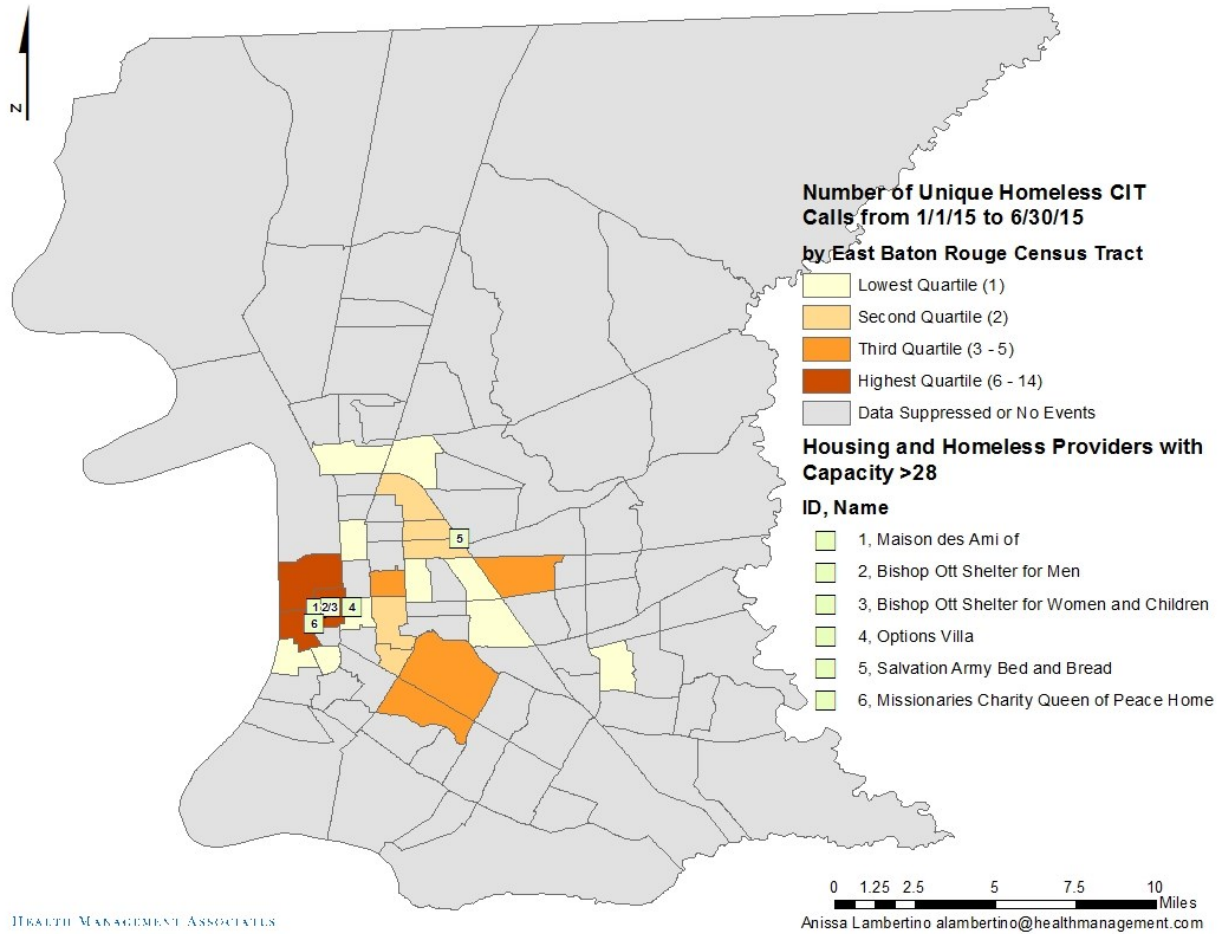 N
Number of Unique Homeless CIT
Calls from 1/1/15 to 6/30/15
by East Baton Rouge Census Tract
Lowest Quartile (1)
Second Quartile (2)
Third Quartile (3 - 5)
Highest Quartile (6 - 14)
Data Suppressed or No Events
Housing and Homeless Providers with
Capacity >28
ID, Name
1, Maison des Ami of
2, Bishop Ott Shelter for Men
3, Bishop Ott Shelter for Women and Children
4, Options Villa
5, Salvation Army Bed and Bread
6, Missionaries Charity Queen of Peace Home
5
1 2/3 4
6
0 1.25 2.5 5 7.5 10
Miles
HEALTH MANAGEMENT ASSOCIATES
Anissa Lambertino alambertino@healthmanagement.com